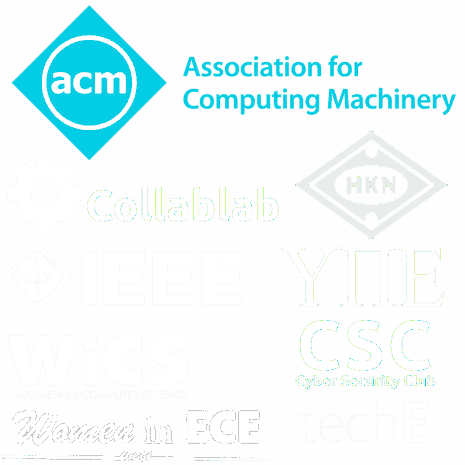 acm
Association for
Computing Machinery
Collablab
HKN
IEEE
WiCS
WOMEN IN COMPUTER SCIENCE
CSC
Cyber Security Club
Women in ECE
techE